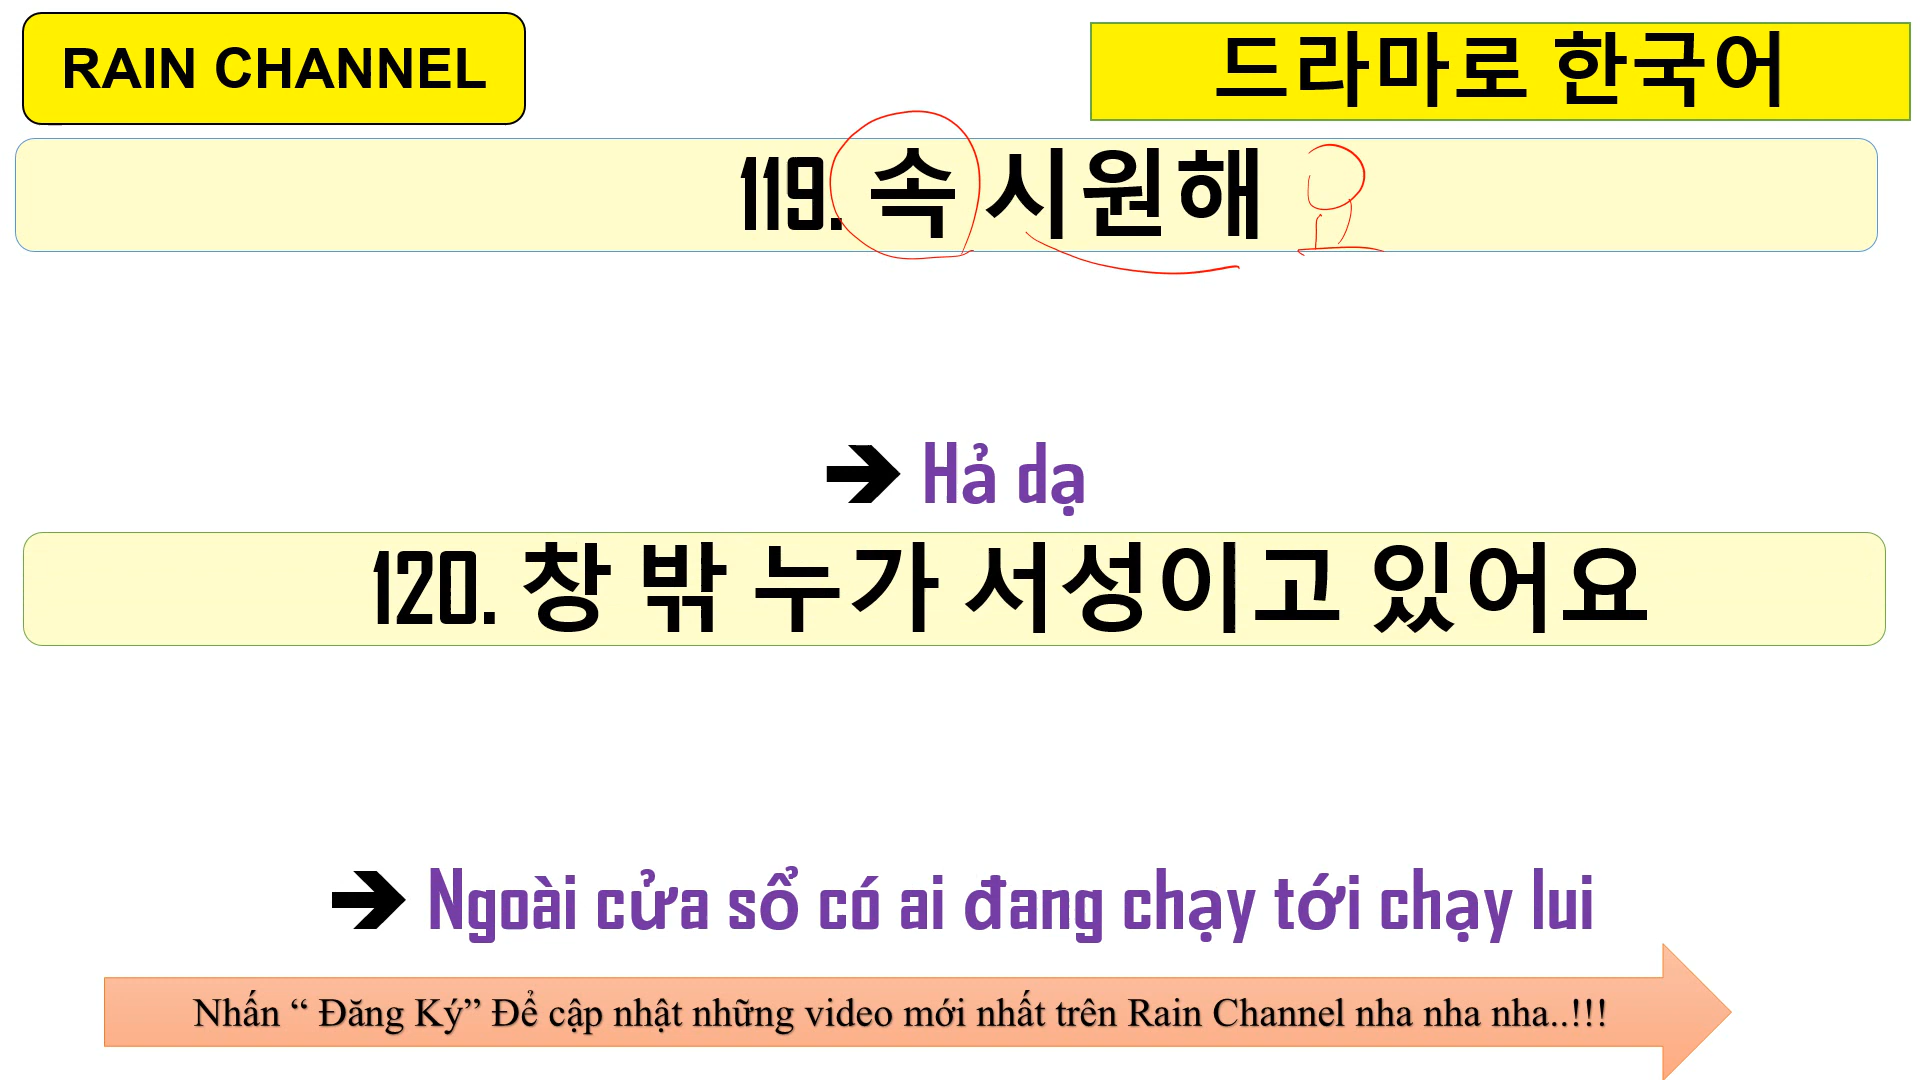 RAIN CHANNEL
드라마로 한국어
119. 속 시원해 요
➔ Hả dạ
120. 창 밖 누가 서성이고 있어요
➔ Ngoài cửa sổ có ai đang chạy tới chạy lui
Nhấn “ Đăng Ký” Để cập nhật những video mới nhất trên Rain Channel nha nha nha..!!!